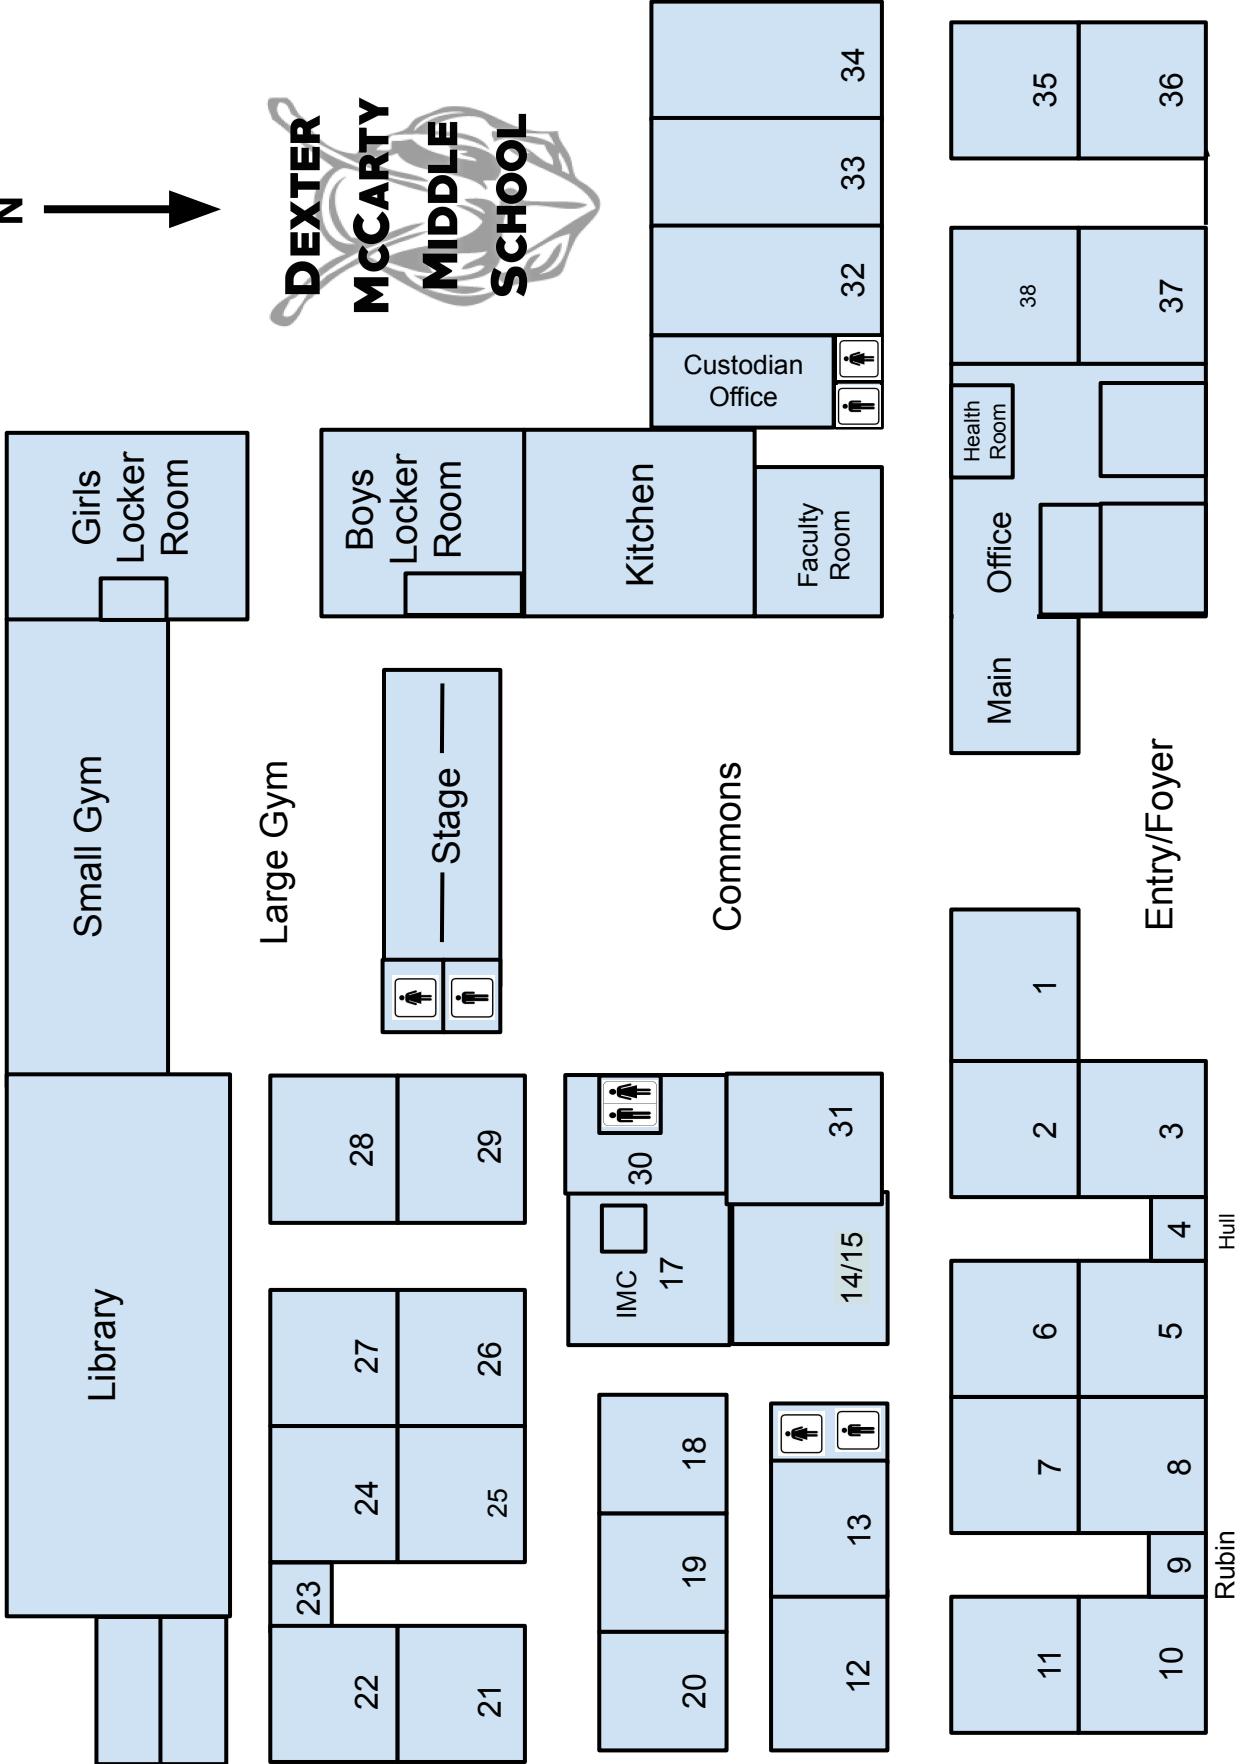 N
Library
Small Gym
Girls
Locker
Room
Large Gym
DEXTER
MCCARTY
MIDDLE
SCHOOL
22
23
24
27
28
21
25
26
29
Stage
Boys
Locker
Room
20
19
18
IMC
17
30
Commons
Kitchen
Custodian
Office
32
33
34
12
13
14/15
31
Faculty
Room
11
7
6
2
1
Main Office
Health
Room
38
35
10
9
8
5
4
3
Entry/Foyer
37
36
Rubin
Hull